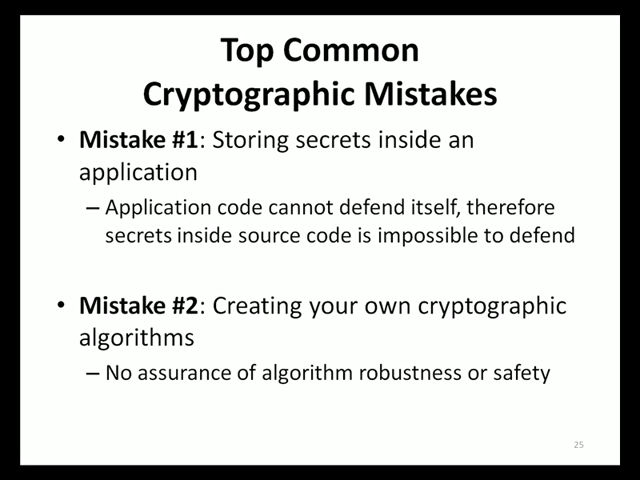 Top Common
Cryptographic Mistakes
• Mistake #1: Storing secrets inside an
application
– Application code cannot defend itself, therefore
secrets inside source code is impossible to defend
• Mistake #2: Creating your own cryptographic
algorithms
– No assurance of algorithm robustness or safety
25